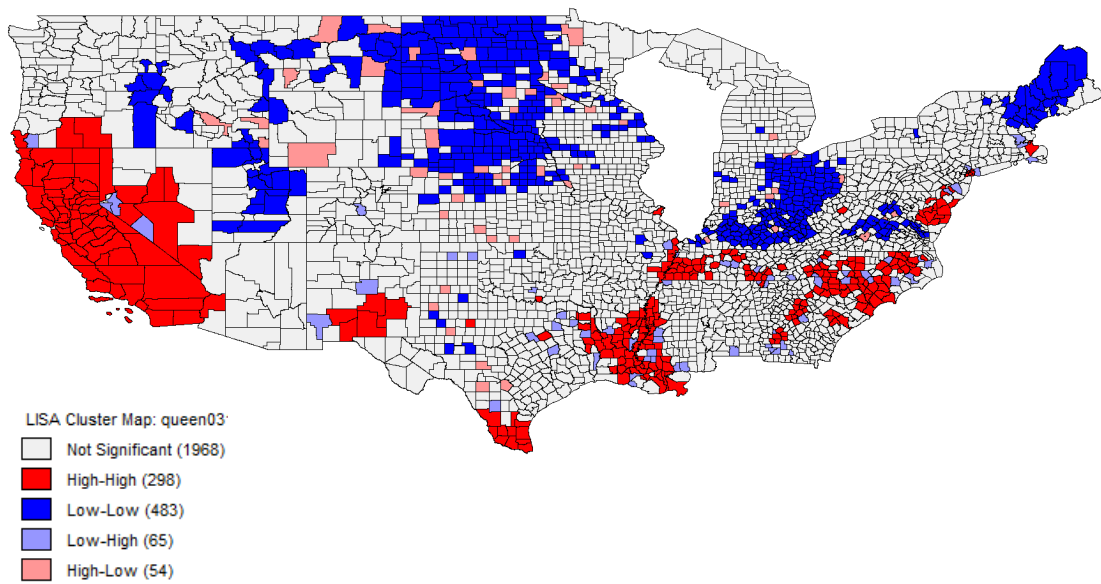 LISA Cluster Map: queen03
Not Significant (1968)
High-High (298)
Low-Low (483)
Low-High (65)
High-Low (54)